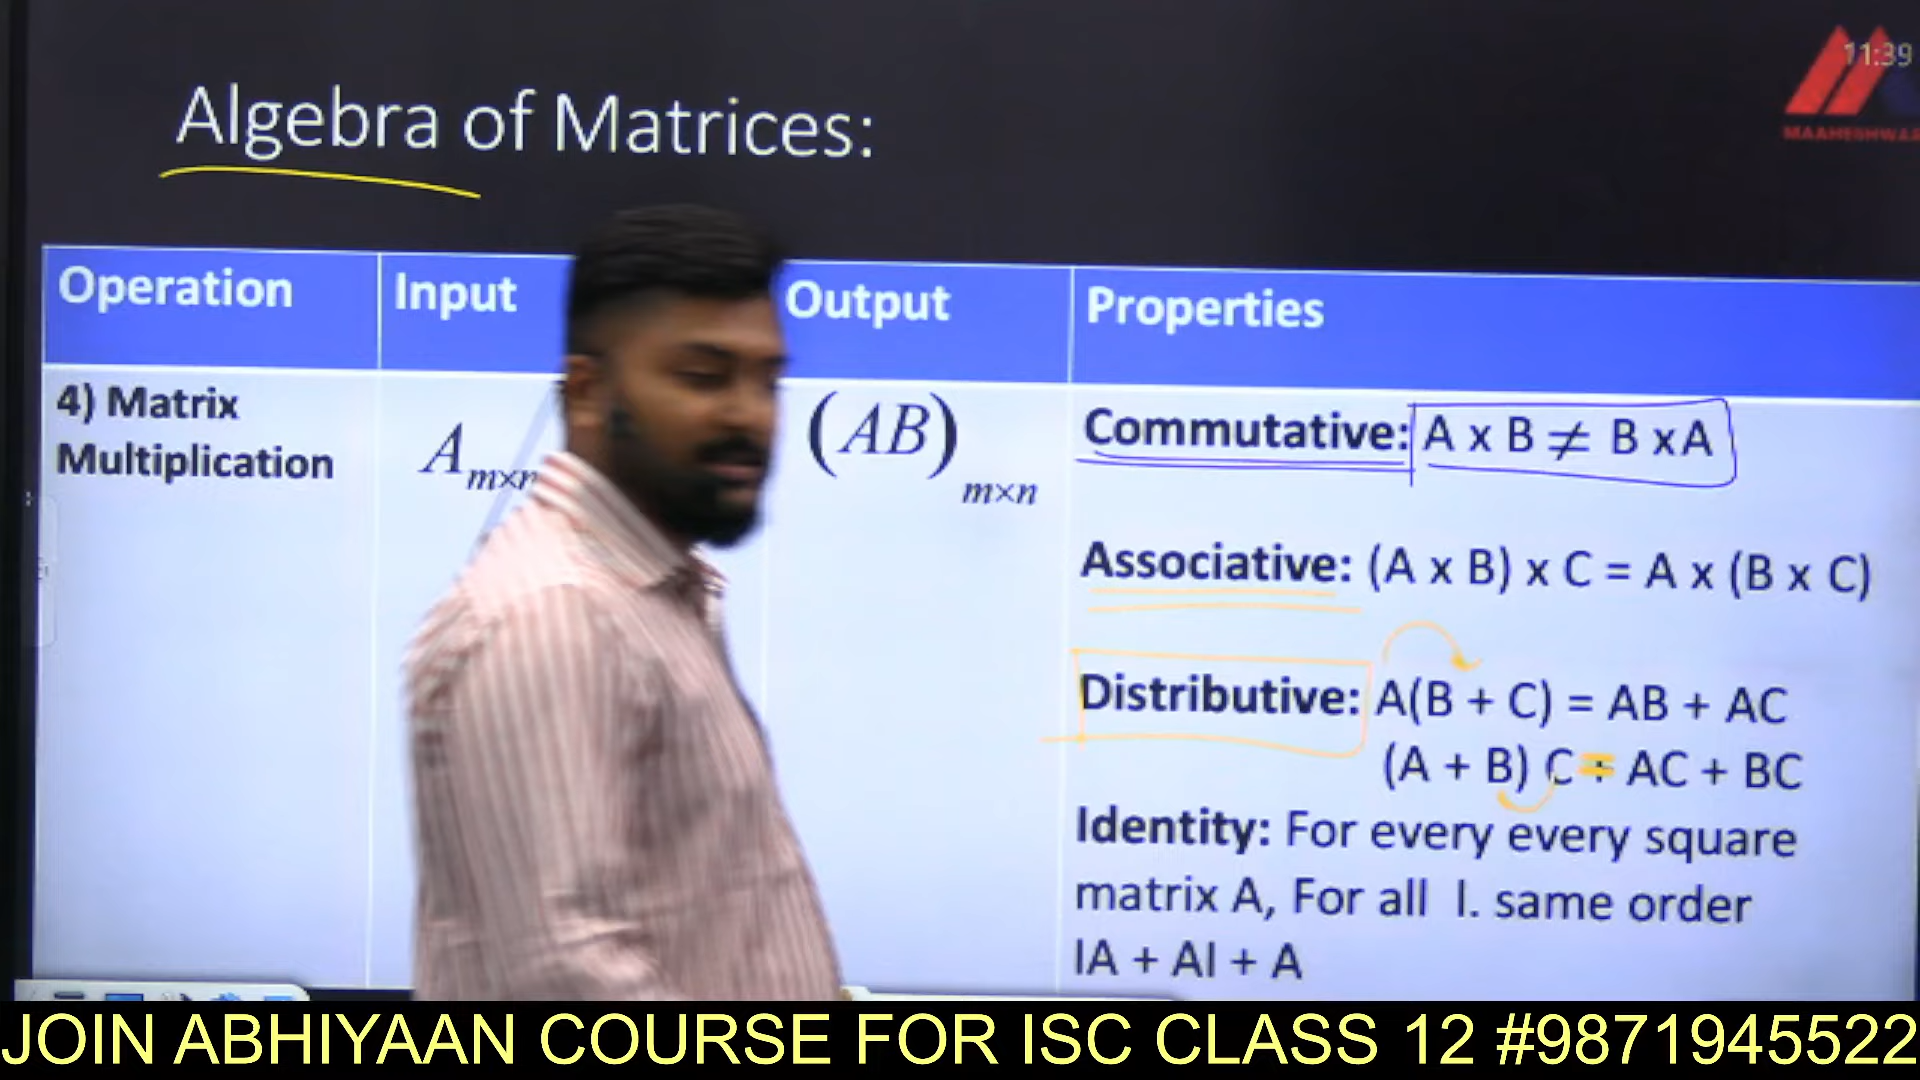 11:39
Algebra of Matrices:
MAAHESHWAR
Operation Input Output Properties
4) Matrix
Multiplication
A m×n
(AB) m×n
Commutative: A x B ≠ B x A
Associative: (A x B) x C = A x (B x C)
Distributive: A(B + C) = AB + AC
(A + B) C = AC + BC
Identity: For every every square
matrix A, For all I. same order
IA + AI + A
JOIN ABHIYAAN COURSE FOR ISC CLASS 12 #9871945522